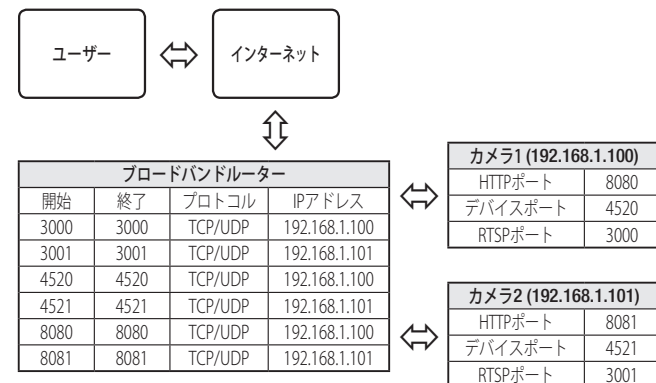 ユーザー
インターネット
ブロードバンドルーター
開始 終了 プロトコル IPアドレス
3000 3000 TCP/UDP 192.168.1.100
3001 3001 TCP/UDP 192.168.1.101
4520 4520 TCP/UDP 192.168.1.100
4521 4521 TCP/UDP 192.168.1.101
8080 8080 TCP/UDP 192.168.1.100
8081 8081 TCP/UDP 192.168.1.101
カメラ1 (192.168.1.100)
HTTPポート 8080
デバイスポート 4520
RTSPポート 3000
カメラ2 (192.168.1.101)
HTTPポート 8081
デバイスポート 4521
RTSPポート 3001